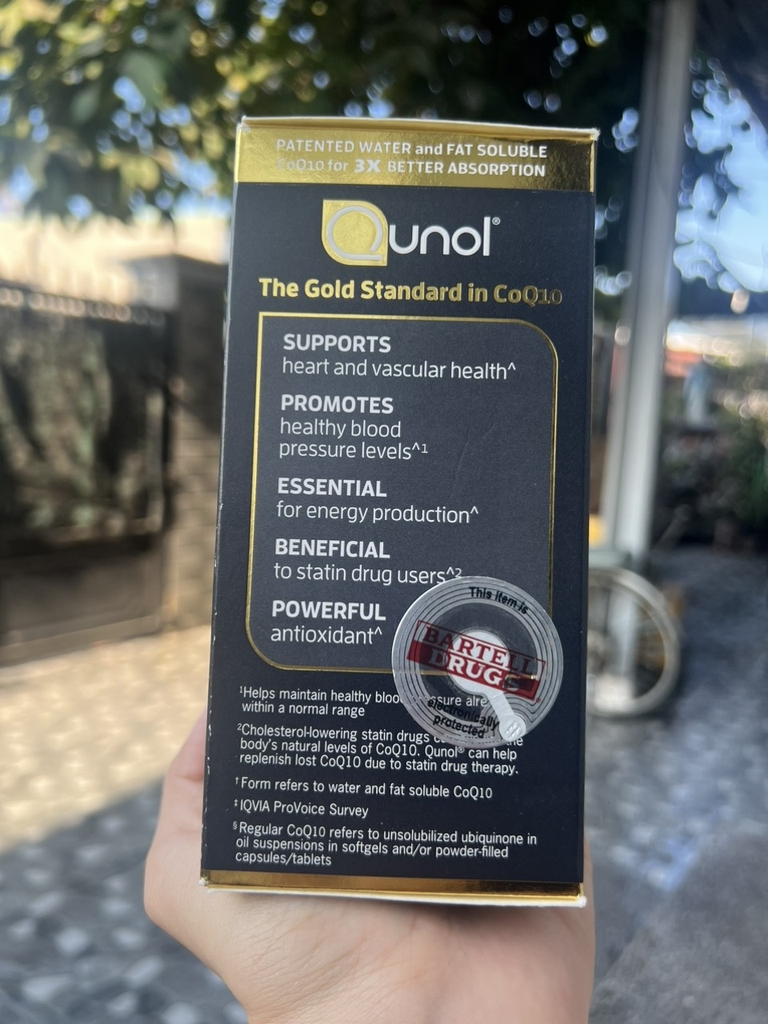 PATENTED WATER and FAT SOLUBLE
CoQ10 for 3X BETTER ABSORPTION
Qunol®
The Gold Standard in CoQ10
SUPPORTS
heart and vascular health^
PROMOTES
healthy blood
pressure levels^1
ESSENTIAL
for energy production^
BENEFICIAL
to statin drug users^2
POWERFUL
antioxidant^
This item is
BARTELL
DRUGS
electronically
protected
¹Helps maintain healthy blood
within a normal range
²Cholesterol-lowering statin drugs
body's natural levels of CoQ10. Qunol® can help
replenish lost CoQ10 due to statin drug therapy.
†Form refers to water and fat soluble CoQ10
‡IQVIA ProVoice Survey
§Regular CoQ10 refers to unsolubilized ubiquinone in
oil suspensions in softgels and/or powder-filled
capsules/tablets